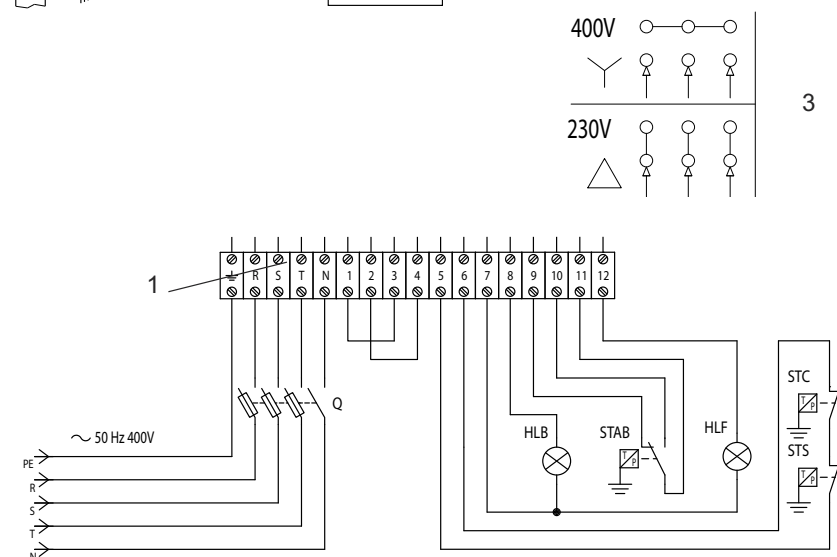 400V
3
230V
1
R S T N 1 2 3 4 5 6 7 8 9 10 11 12
Q
STC
T P
HLB STAB HLF
STS
T P
T P
~ 50 Hz 400V
PE
R
S
T
N